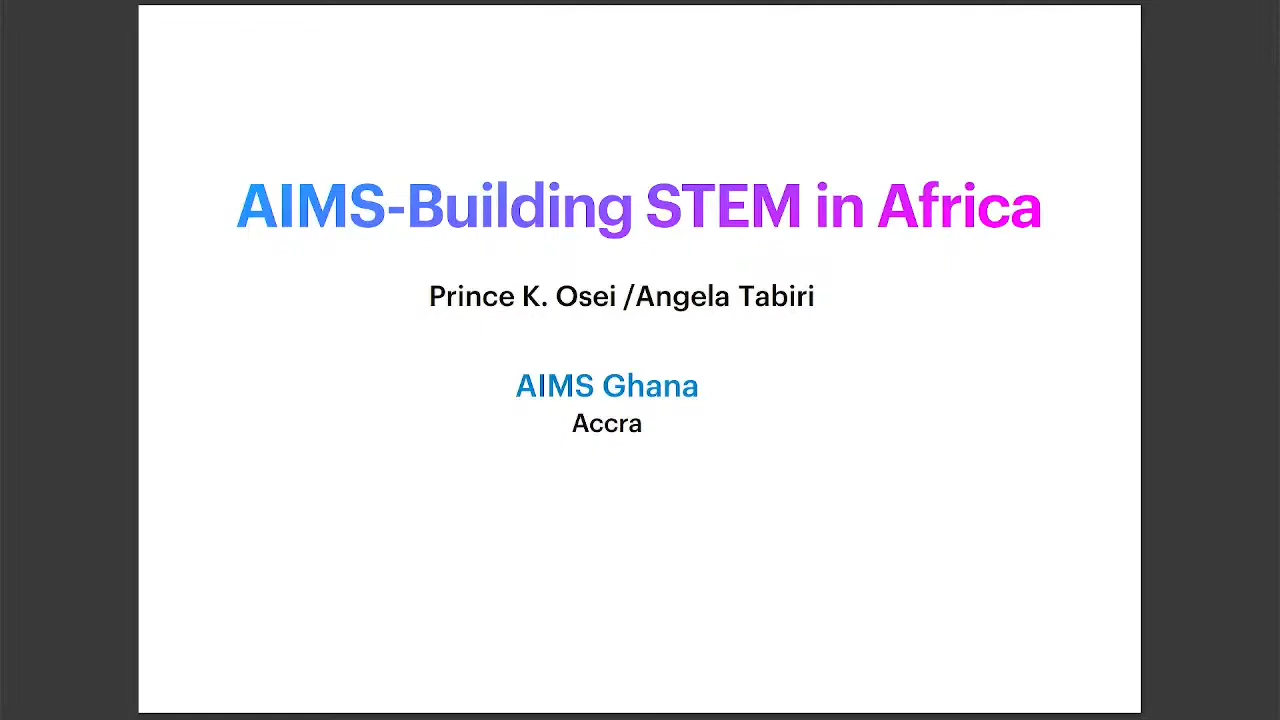 AIMS-Building STEM in Africa
Prince K. Osei /Angela Tabiri
AIMS Ghana
Accra